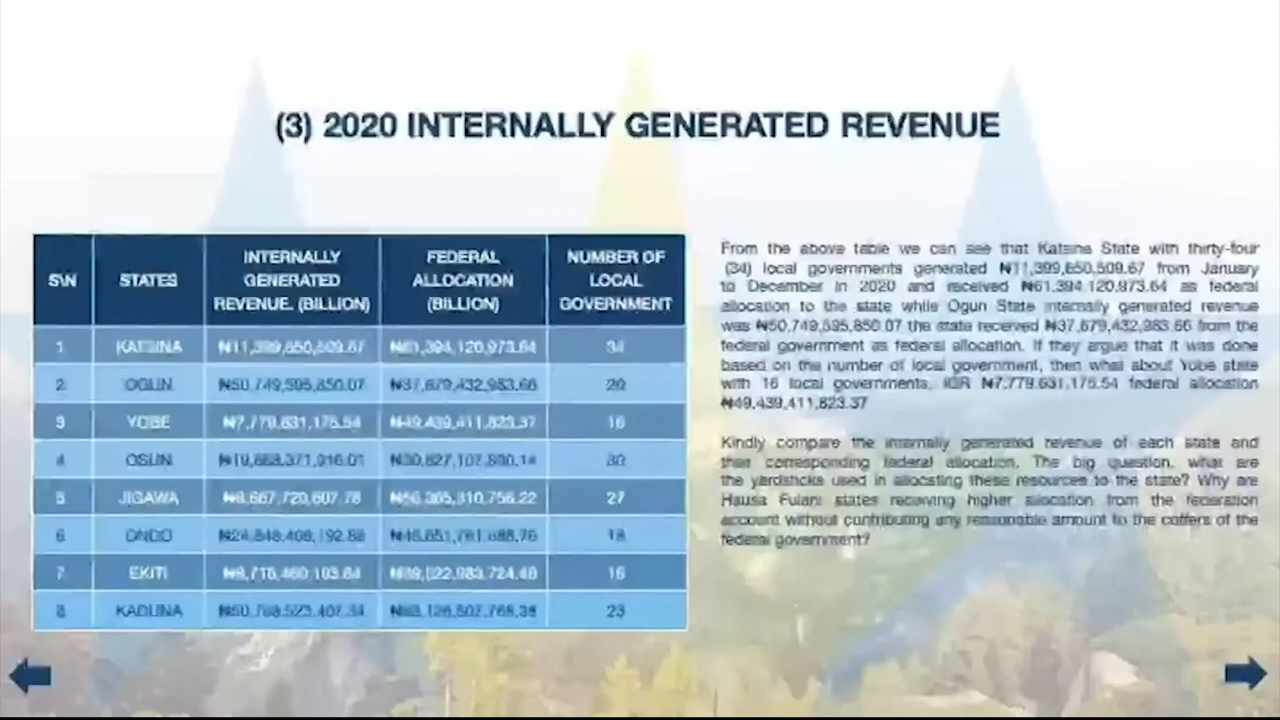 (3) 2020 INTERNALLY GENERATED REVENUE
S\N STATES INTERNALLY GENERATED REVENUE. (BILLION) FEDERAL ALLOCATION (BILLION) NUMBER OF LOCAL GOVERNMENT
1 KATSINA ₦11,399,650,509.67 ₦61,394,120,973.64 34
2 OGUN ₦50,749,595,850.07 ₦37,679,432,983.66 20
3 YOBE ₦7,779,631,175.54 ₦49,439,411,823.37 16
4 OSUN 30
5 JIGAWA 27
6 ONDO 18
7 EKITI 16
8 KADUNA 23
From the above table we can see that Katsina State with thirty-four
(34) local governments generated ₦11,399,650,509.67 from January
to December in 2020 and received ₦61,394,120,973.64 as federal
allocation to the state while Ogun State internally generated revenue
was ₦50,749,595,850.07 the state received ₦37,679,432,983.66 from the
federal government as federal allocation. If they argue that it was done
based on the number of local government, then what about Yobe state
with 16 local governments, IGR ₦7,779,631,175.54 federal allocation
₦49,439,411,823.37
Kindly compare the internally generated revenue of each state and
their corresponding federal allocation. The big question, what are
the yardsticks used in allocating these resources to the state? Why are
Hausa Fulani states receiving higher allocation from the federation
account without contributing any reasonable amount to the coffers of the
federal government?